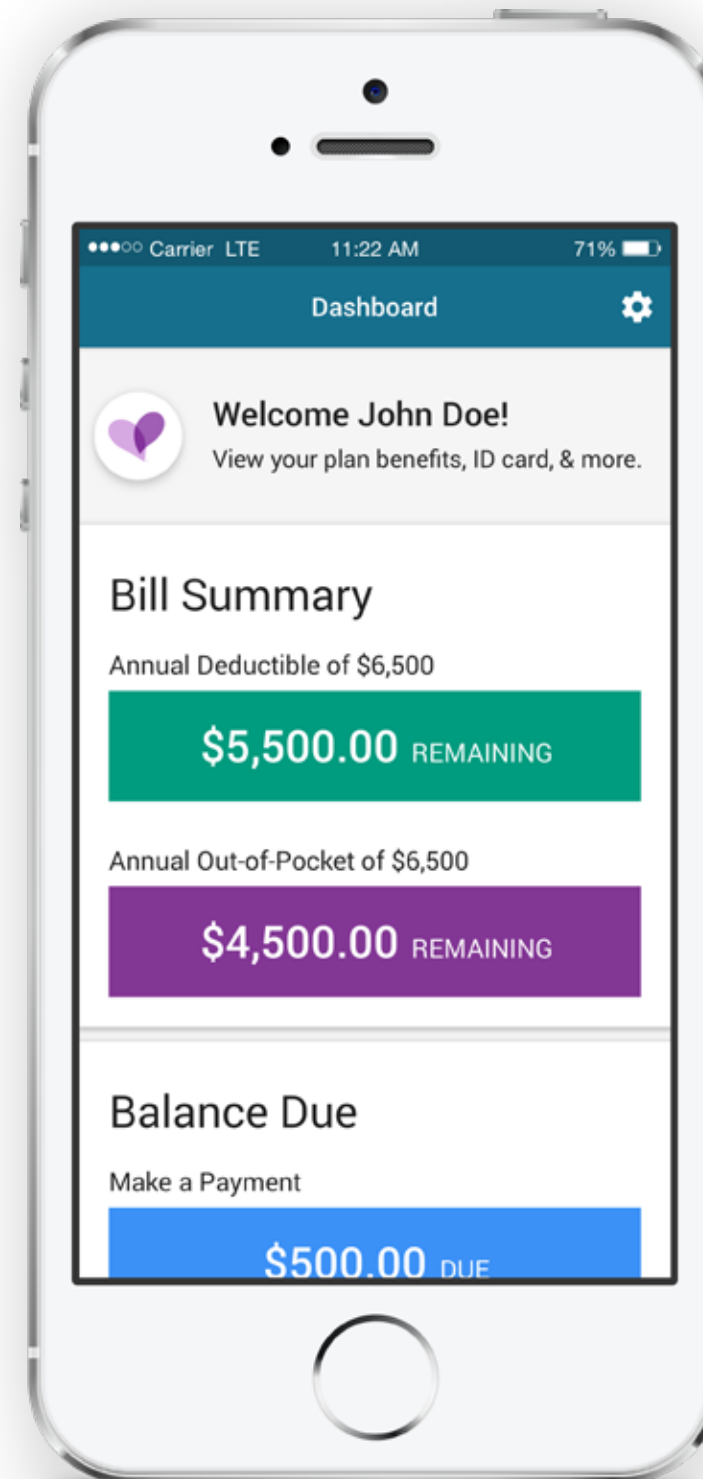 Carrier LTE 11:22 AM 71%
Dashboard
Welcome John Doe!
View your plan benefits, ID card, & more.
Bill Summary
Annual Deductible of $6,500
$5,500.00 REMAINING
Annual Out-of-Pocket of $6,500
$4,500.00 REMAINING
Balance Due
Make a Payment
$500.00 DUE